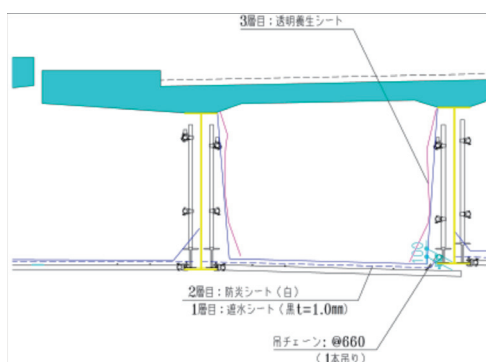 3層目：透明養生シート
100
2層目：防炎シート（白）
1層目：遮水シート（黒t=1.0mm）
吊チェーン：@660
（1本吊り）